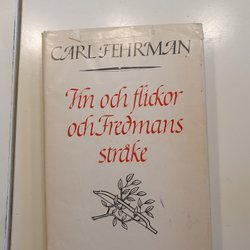 CARL FEHRMAN
Vin och flickor
och Fredmans
stråke